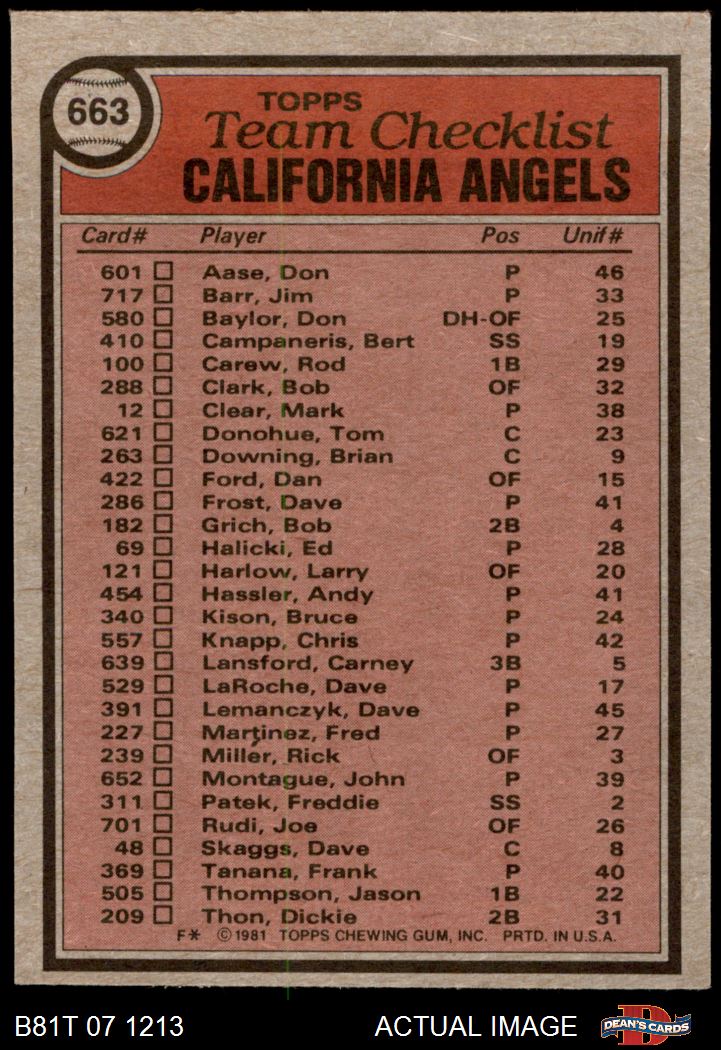 663
TOPPS
Team Checklist
CALIFORNIA ANGELS
Card# Player Pos Unif#
601 Aase, Don P 46
717 Barr, Jim P 33
580 Baylor, Don DH-OF 25
410 Campaneris, Bert SS 19
100 Carew, Rod 1B 29
288 Clark, Bob OF 32
12 Clear, Mark P 38
621 Donohue, Tom C 23
263 Downing, Brian C 9
422 Ford, Dan OF 15
286 Frost, Dave P 41
182 Grich, Bob 2B 4
69 Halicki, Ed P 28
121 Harlow, Larry OF 20
454 Hassler, Andy P 41
340 Kison, Bruce P 24
557 Knapp, Chris P 42
639 Lansford, Carney 3B 5
529 LaRoche, Dave P 17
391 Lemanczyk, Dave P 45
227 Martinez, Fred P 27
239 Miller, Rick OF 3
652 Montague, John P 39
311 Patek, Freddie SS 2
701 Rudi, Joe OF 26
48 Skaggs, Dave C 8
369 Tanana, Frank P 40
505 Thompson, Jason 1B 22
209 Thon, Dickie 2B 31
F* ©1981 TOPPS CHEWING GUM, INC. PRTD. IN U.S.A.
B81T 07 1213 ACTUAL IMAGE DEAN'S CARDS